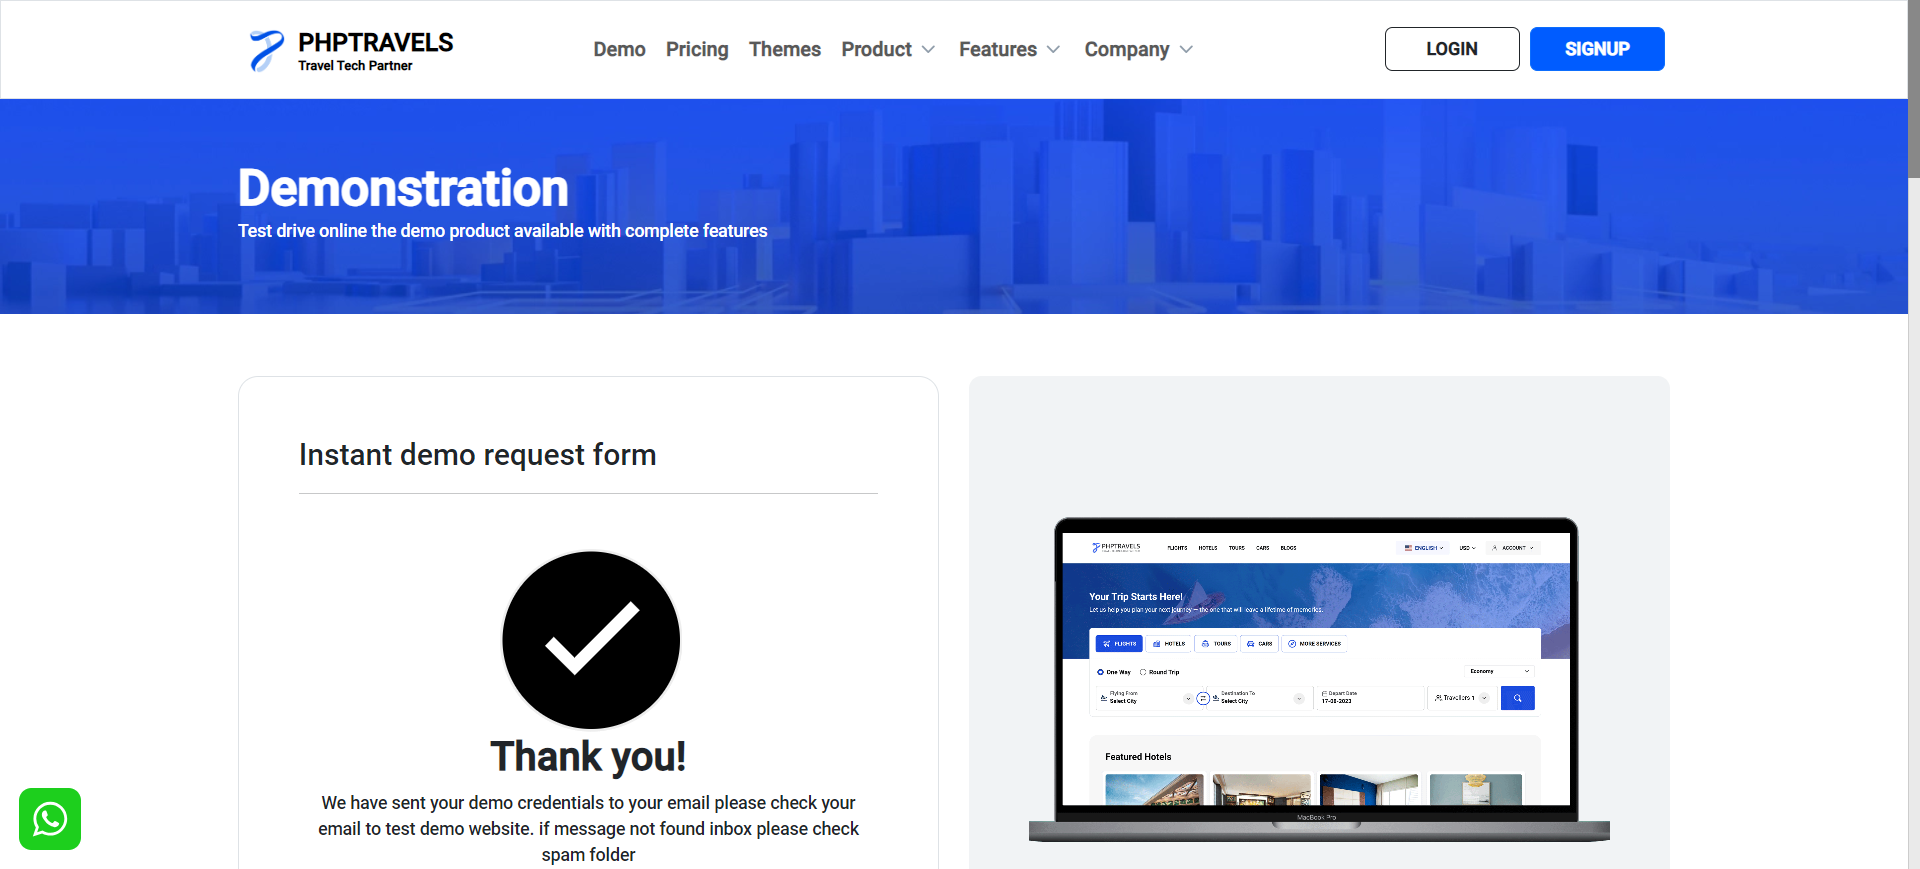 PHPTRAVELS
Travel Tech Partner
Demo Pricing Themes Product Features Company
LOGIN
SIGNUP
Demonstration
Test drive online the demo product available with complete features
Instant demo request form
Thank you!
We have sent your demo credentials to your email please check your
email to test demo website. if message not found inbox please check
spam folder
PHPTRAVELS
FLIGHTS HOTELS TOURS CARS BLOGS
ENGLISH USD ACCOUNT
Your Trip Starts Here!
Let us help you plan your next journey — the one that will leave a lifetime of memories.
FLIGHTS HOTELS TOURS CARS MORE SERVICES
One Way Round Trip
Economy
Flying From
Select City
Destination To
Select City
Depart Date
17-08-2023
Travellers 1
Featured Hotels
MacBook Pro